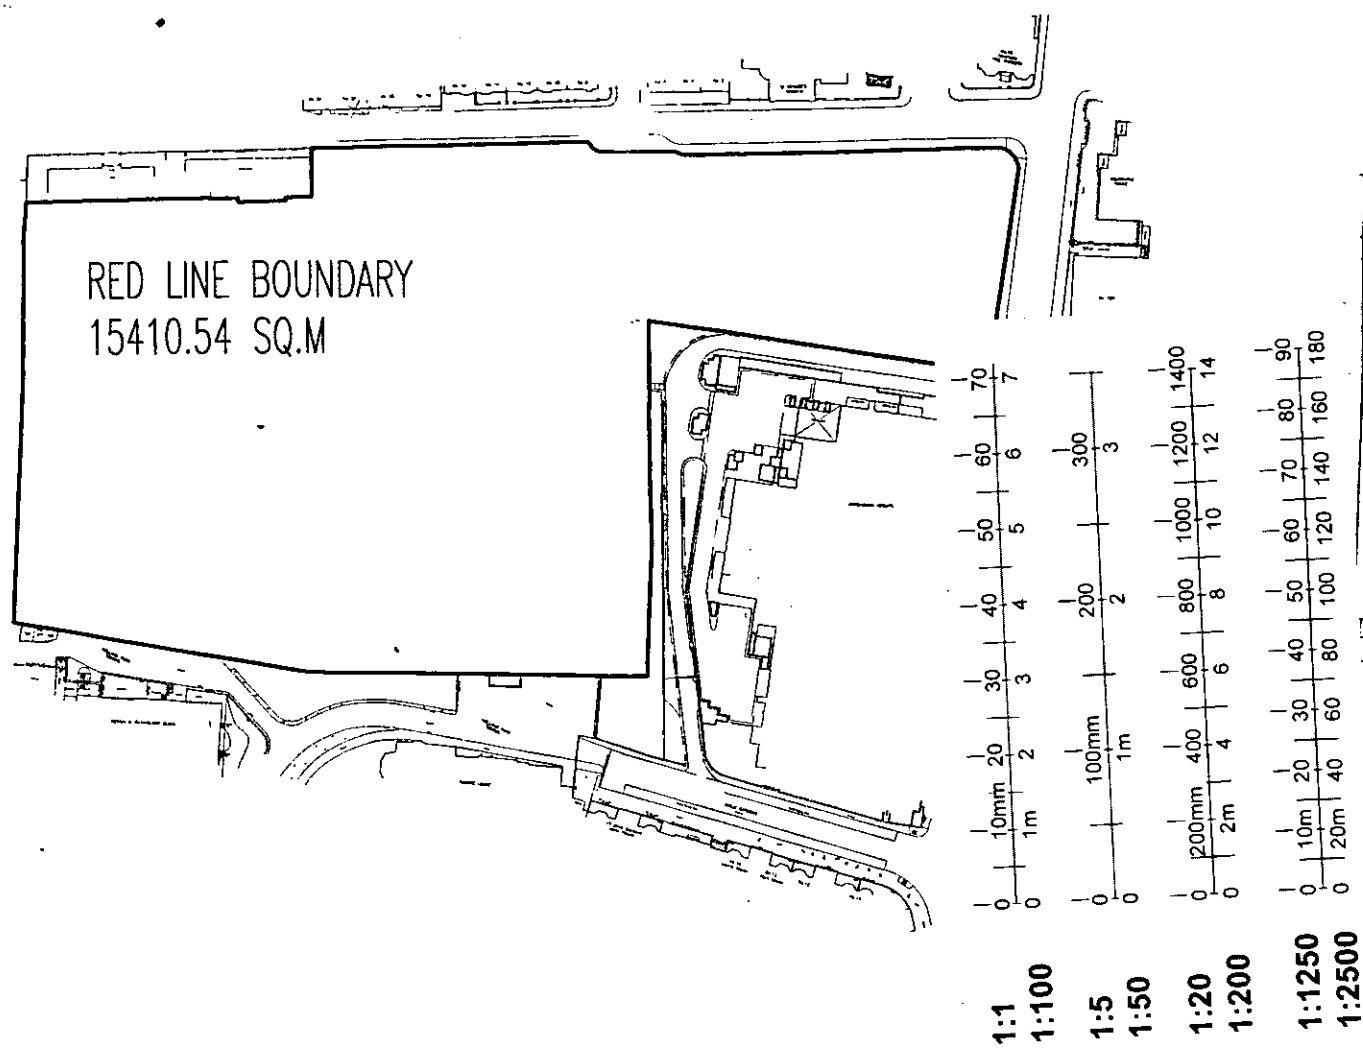 RED LINE BOUNDARY
15410.54 SQ.M
1:1
0 10mm 20 30 40 50 60 70
1:100
0 1m 2 3 4 5 6 7
1:5
0 100mm 200 300
1:50
0 1m 2 3
1:20
0 200mm 400 600 800 1000 1200 1400
1:200
0 2m 4 6 8 10 12 14
1:1250
0 10m 20 30 40 50 60 70 80 90
1:2500
0 20m 40 60 80 100 120 140 160 180